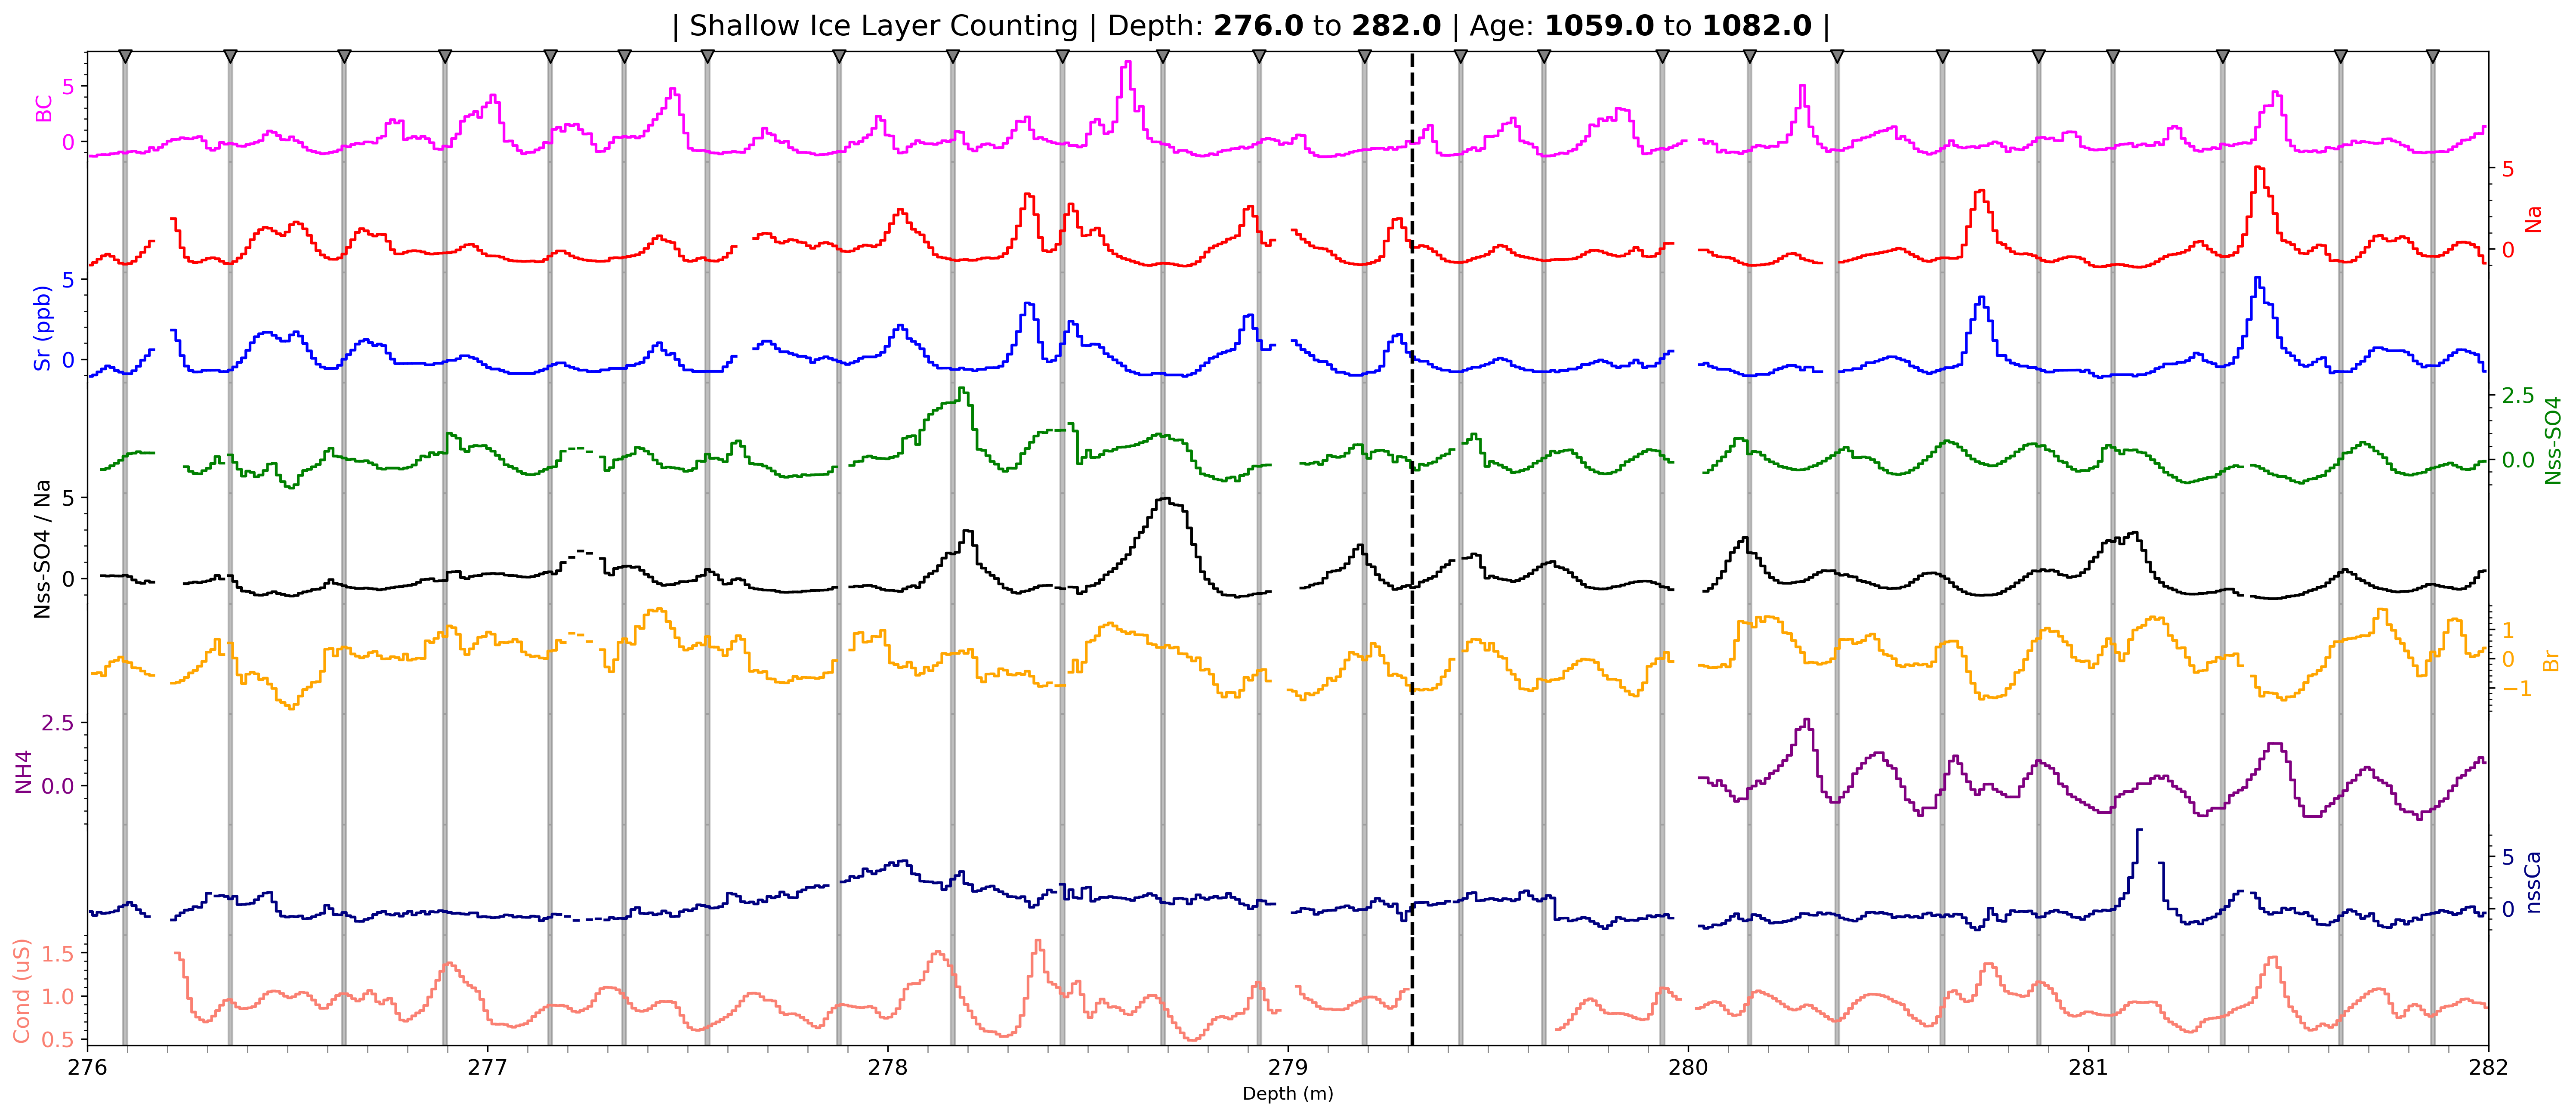 | Shallow Ice Layer Counting | Depth: 276.0 to 282.0 | Age: 1059.0 to 1082.0 |
BC
5
0
5
0
Na
Sr (ppb)
5
0
2.5
0.0
Nss-SO4
Nss-SO4 / Na
5
0
1
0
−1
Br
NH4
2.5
0.0
5
0
nssCa
Cond (uS)
1.5
1.0
0.5
276 277 278 279 280 281 282
Depth (m)